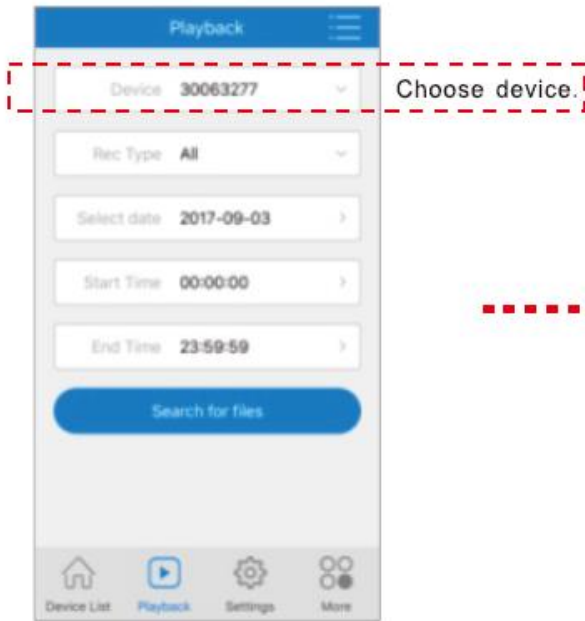 Playback
Device 30063277
Choose device.
Rec Type All
Select date 2017-09-03
Start Time 00:00:00
End Time 23:59:59
Search for files
Device List Playback Settings More